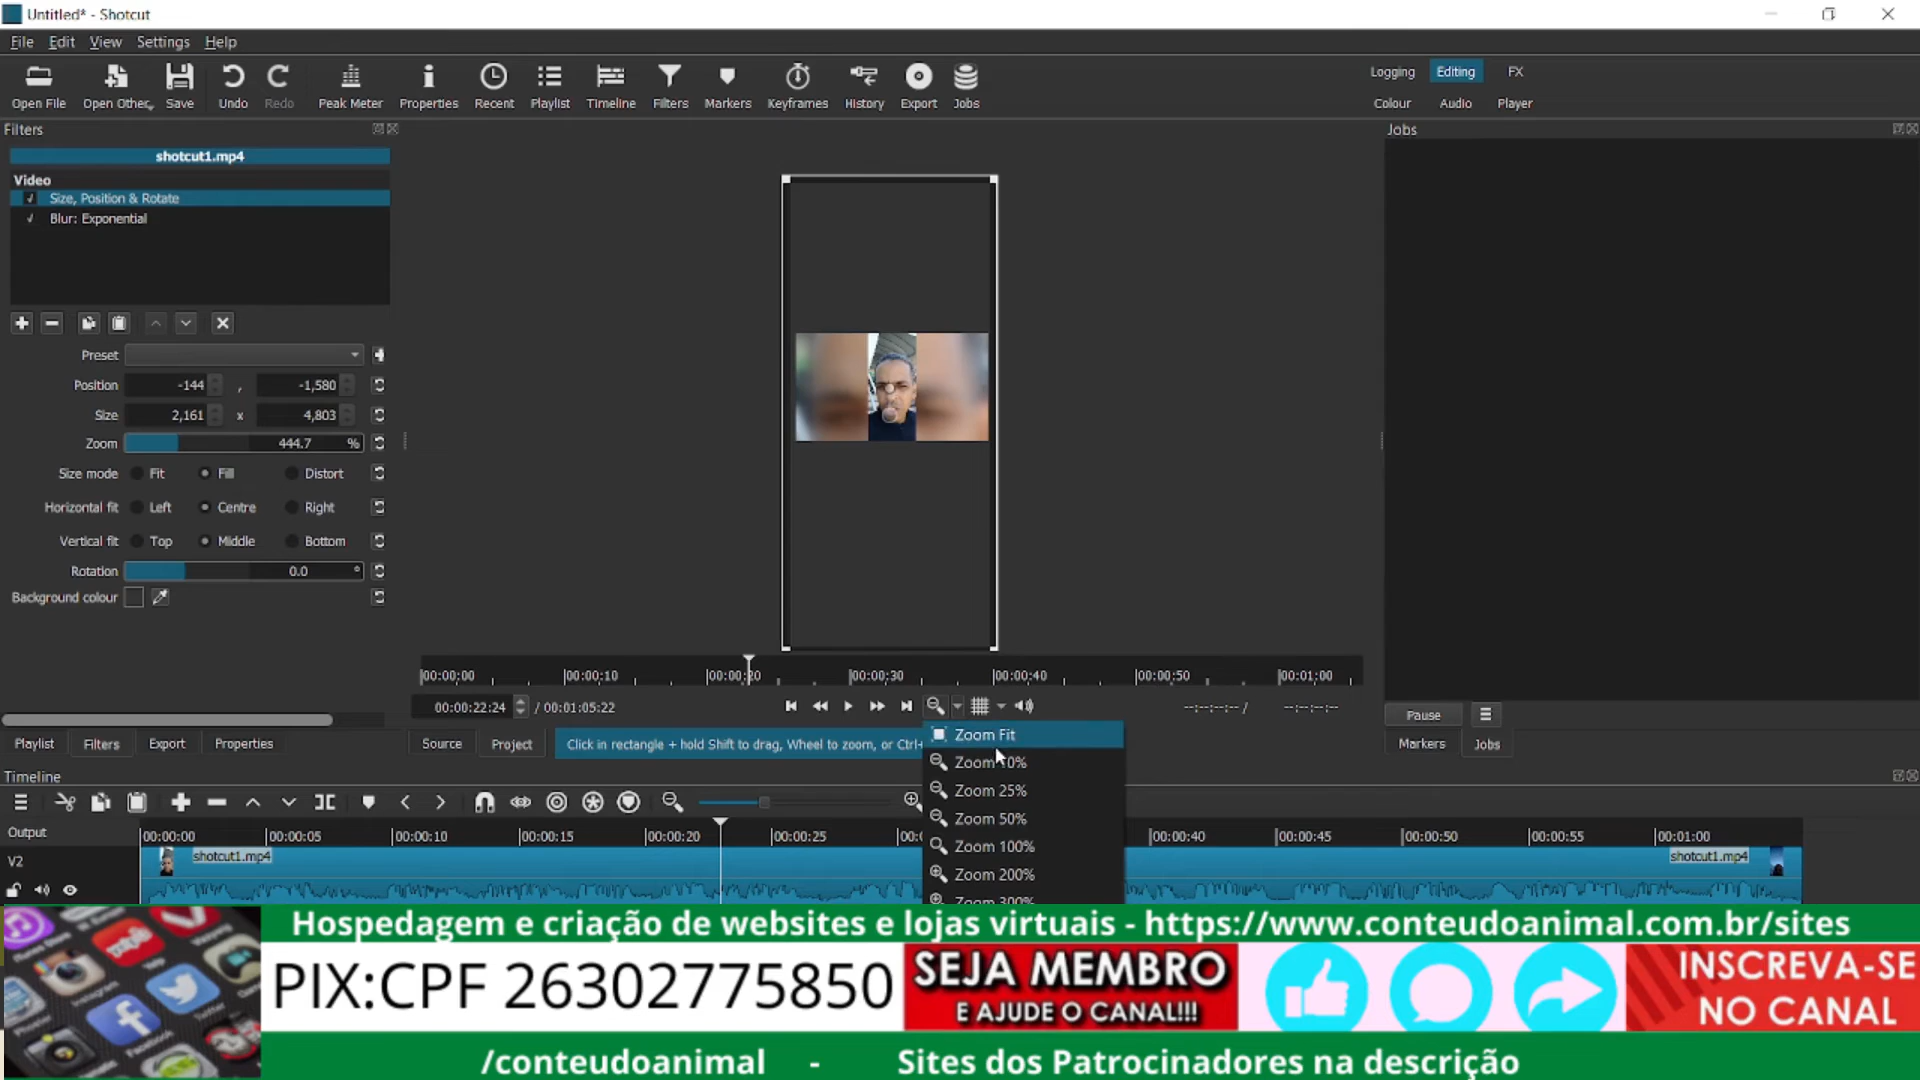 Untitled* - Shotcut
File Edit View Settings Help
Open File Open Other... Save Undo Redo Peak Meter Properties Recent Playlist Timeline Filters Markers Keyframes History Export Jobs
Logging Editing FX
Colour Audio Player
Filters
shotcut1.mp4
Video
Size, Position & Rotate
Blur: Exponential
Preset
Position -144 , -1,580
Size 2,161 x 4,803
Zoom 444.7 %
Size mode Fit Fill Distort
Horizontal fit Left Centre Right
Vertical fit Top Middle Bottom
Rotation 0.0 °
Background colour
Jobs
00:00:00 00:00:10 00:00:20 00:00:30 00:00:40 00:00:50 00:01:00
00:00:22:24 / 00:01:05:22 --:--:--:-- / --:--:--:--
Pause
Playlist Filters Export Properties Source Project Click in rectangle + hold Shift to drag, Wheel to zoom, or Ctrl+
Markers Jobs
Zoom Fit
Zoom 10%
Zoom 25%
Zoom 50%
Zoom 100%
Zoom 200%
Zoom 300%
Timeline
Output 00:00:00 00:00:05 00:00:10 00:00:15 00:00:20 00:00:25 00:00:40 00:00:45 00:00:50 00:00:55 00:01:00
V2 shotcut1.mp4 shotcut1.mp4
Hospedagem e criação de websites e lojas virtuais - https://www.conteudoanimal.com.br/sites
PIX:CPF 26302775850
SEJA MEMBRO
E AJUDE O CANAL!!!
INSCREVA-SE
NO CANAL
/conteudoanimal - Sites dos Patrocinadores na descrição